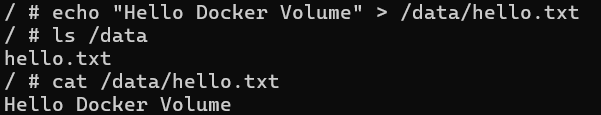 / # echo "Hello Docker Volume" > /data/hello.txt
/ # ls /data
hello.txt
/ # cat /data/hello.txt
Hello Docker Volume